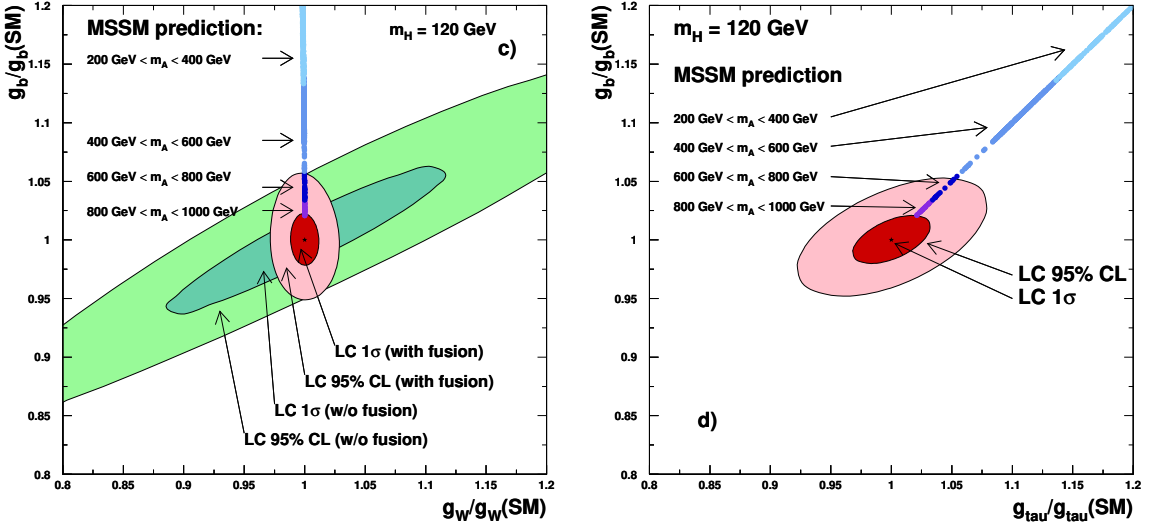 MSSM prediction:
m_H = 120 GeV
c)
200 GeV < m_A < 400 GeV
400 GeV < m_A < 600 GeV
600 GeV < m_A < 800 GeV
800 GeV < m_A < 1000 GeV
LC 1σ (with fusion)
LC 95% CL (with fusion)
LC 1σ (w/o fusion)
LC 95% CL (w/o fusion)
g_b/g_b(SM)
1.2
1.15
1.1
1.05
1
0.95
0.9
0.85
0.8
0.8
0.85
0.9
0.95
1
1.05
1.1
1.15
1.2
g_W/g_W(SM)
m_H = 120 GeV
MSSM prediction
200 GeV < m_A < 400 GeV
400 GeV < m_A < 600 GeV
600 GeV < m_A < 800 GeV
800 GeV < m_A < 1000 GeV
LC 95% CL
LC 1σ
d)
g_b/g_b(SM)
1.2
1.15
1.1
1.05
1
0.95
0.9
0.85
0.8
0.8
0.85
0.9
0.95
1
1.05
1.1
1.15
1.2
g_tau/g_tau(SM)